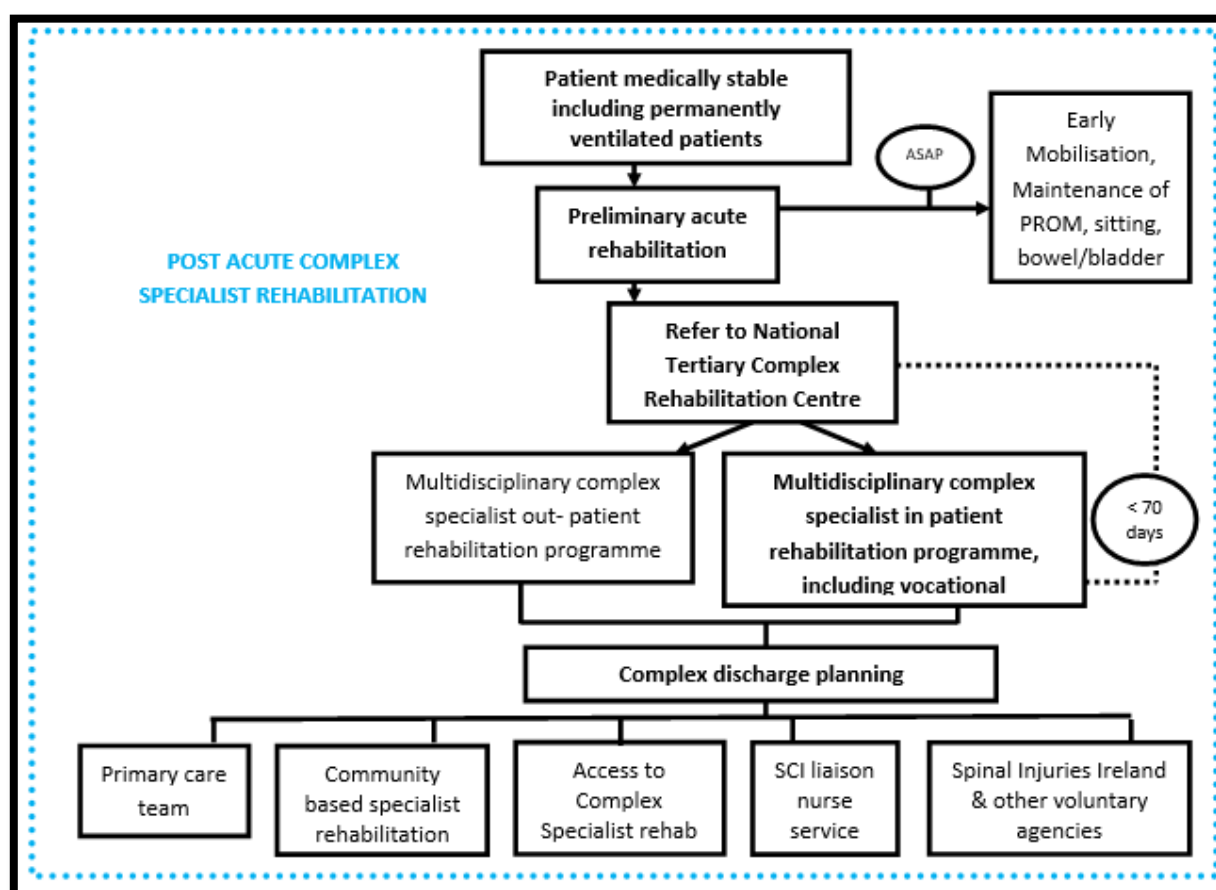 Patient medically stable
including permanently
ventilated patients
ASAP
Early
Mobilisation,
Maintenance of
PROM, sitting,
bowel/bladder
Preliminary acute
rehabilitation
POST ACUTE COMPLEX
SPECIALIST REHABILITATION
Refer to National
Tertiary Complex
Rehabilitation Centre
Multidisciplinary complex
specialist out- patient
rehabilitation programme
Multidisciplinary complex
specialist in patient
rehabilitation programme,
including vocational
< 70
days
Complex discharge planning
Primary care
team
Community
based specialist
rehabilitation
Access to
Complex
Specialist rehab
SCI liaison
nurse
service
Spinal Injuries Ireland
& other voluntary
agencies